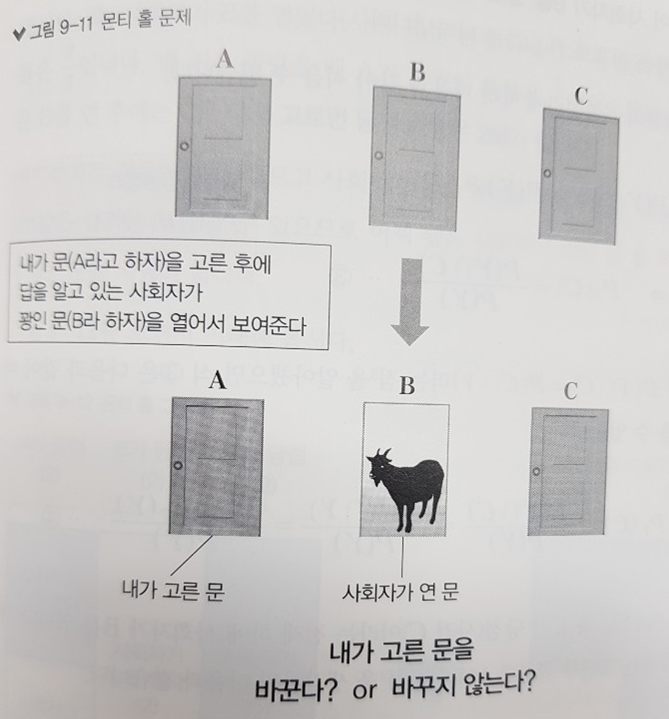 그림 9-11 몬티 홀 문제
A
B
C
내가 문(A라고 하자)을 고른 후에
답을 알고 있는 사회자가
꽝인 문(B라 하자)을 열어서 보여준다
A
B
C
내가 고른 문
사회자가 연 문
내가 고른 문을
바꾼다? or 바꾸지 않는다?